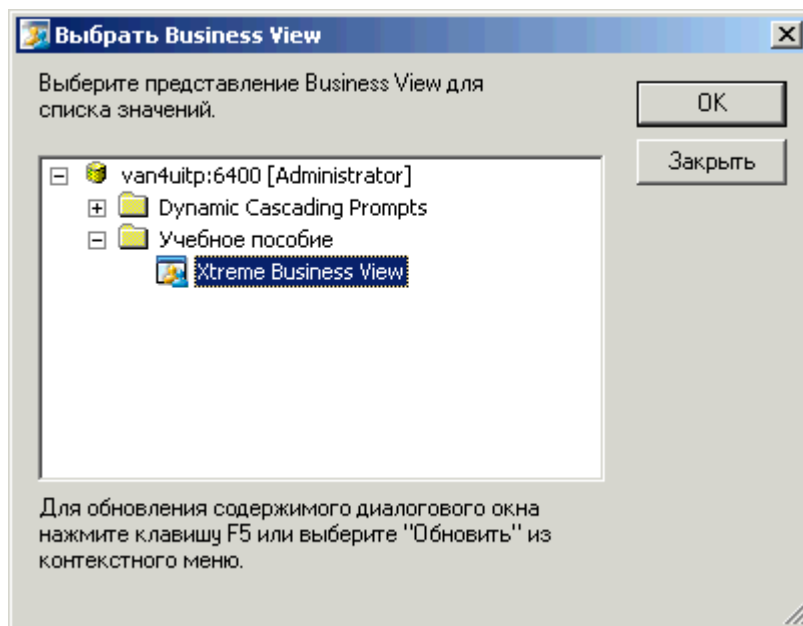 Выбрать Business View
Выберите представление Business View для
списка значений.
OK
Закрыть
van4uitp:6400 [Administrator]
Dynamic Cascading Prompts
Учебное пособие
Xtreme Business View
Для обновления содержимого диалогового окна
нажмите клавишу F5 или выберите "Обновить" из
контекстного меню.